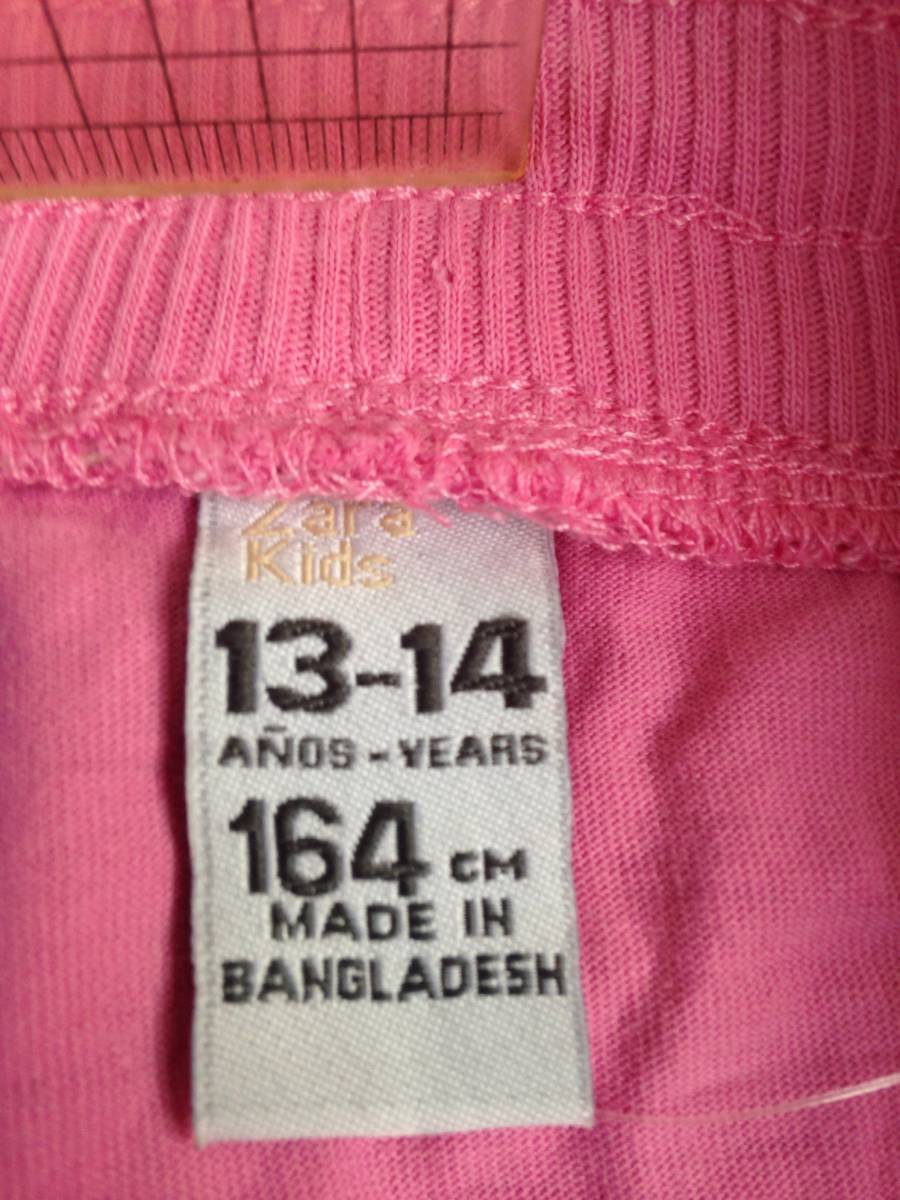 Zara
Kids
13-14
AÑOS - YEARS
164 CM
MADE IN
BANGLADESH